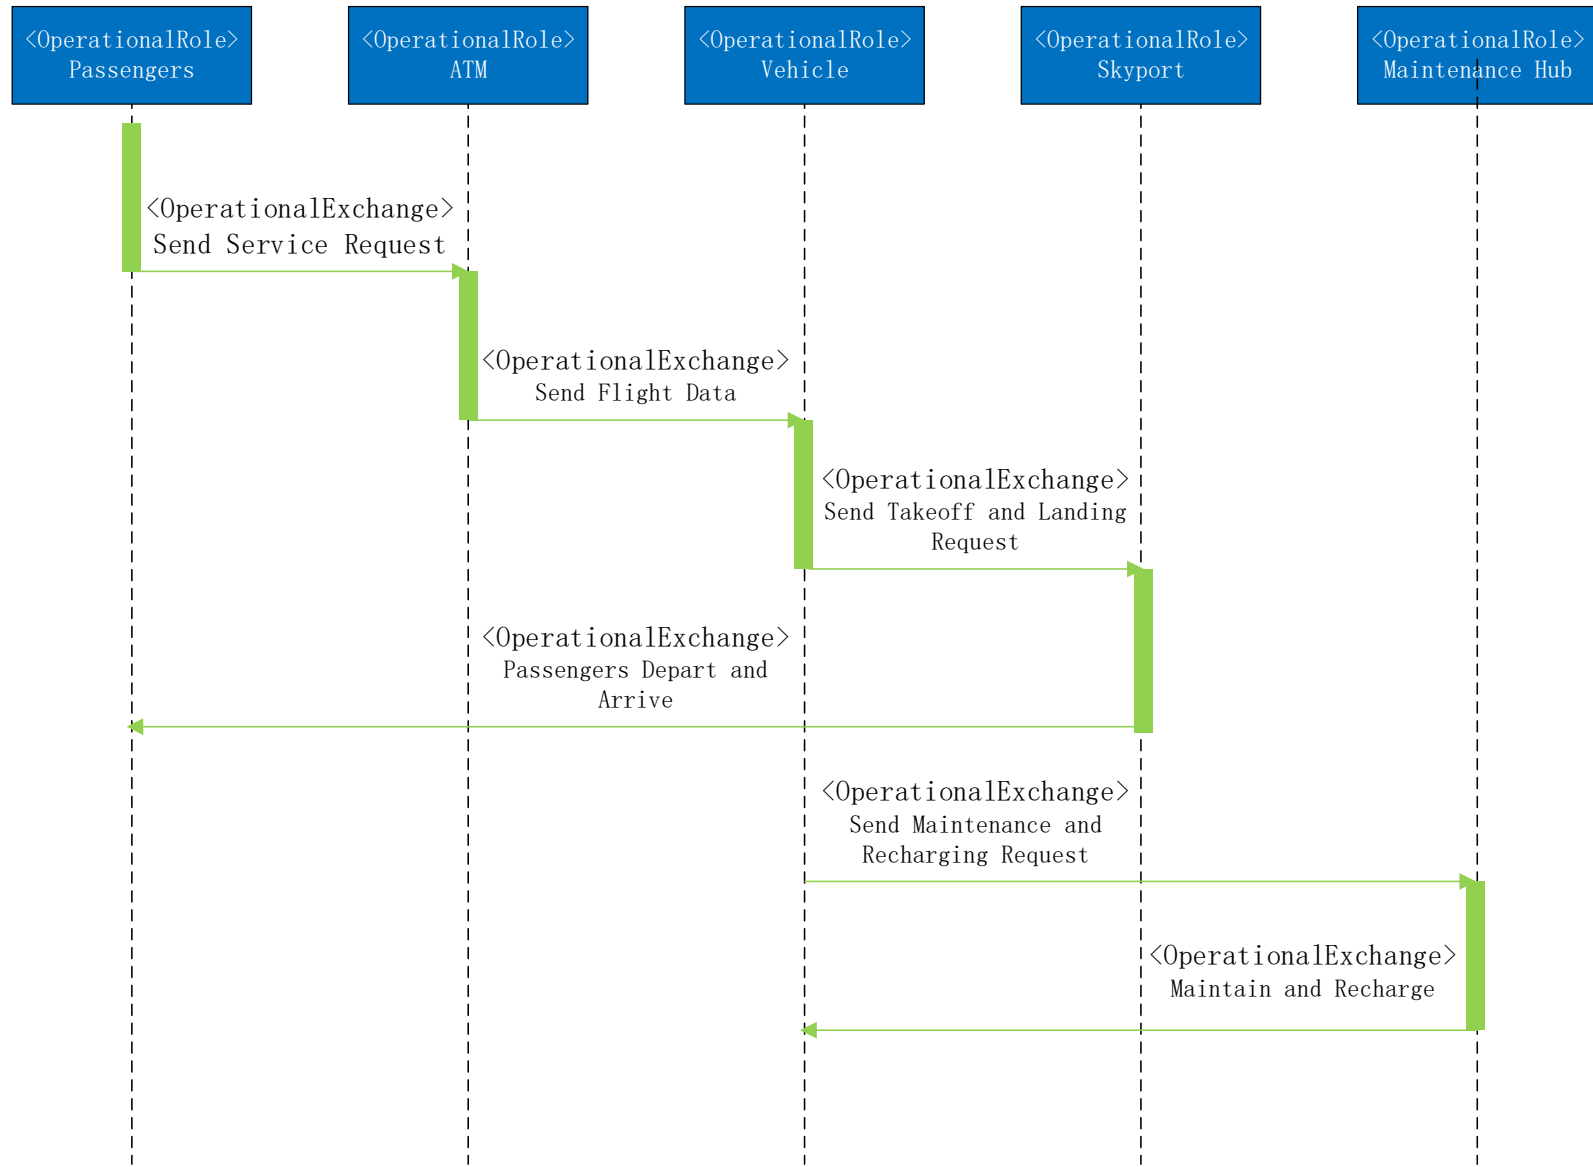 <OperationalRole>
Passengers
<OperationalRole>
ATM
<OperationalRole>
Vehicle
<OperationalRole>
Skyport
<OperationalRole>
Maintenance Hub
<OperationalExchange>
Send Service Request
<OperationalExchange>
Send Flight Data
<OperationalExchange>
Send Takeoff and Landing
Request
<OperationalExchange>
Passengers Depart and
Arrive
<OperationalExchange>
Send Maintenance and
Recharging Request
<OperationalExchange>
Maintain and Recharge